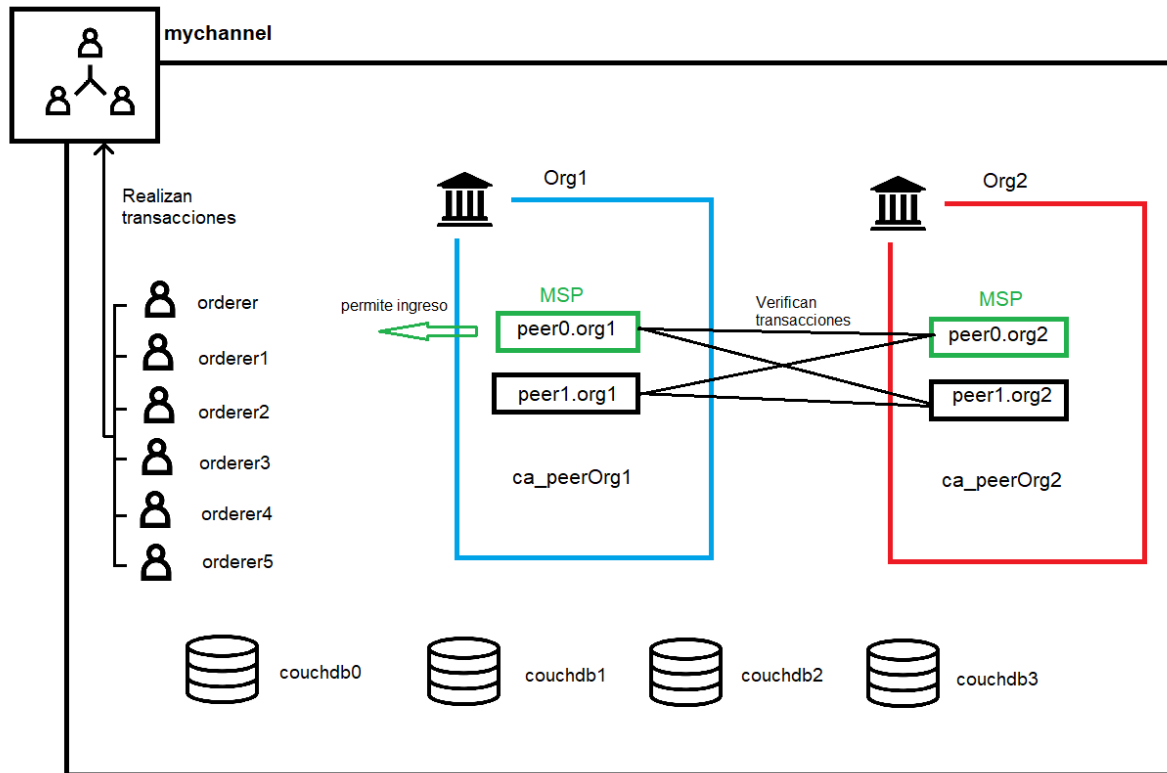 mychannel
Realizan
transacciones
Org1
Org2
orderer
orderer1
orderer2
orderer3
orderer4
orderer5
permite ingreso
MSP
peer0.org1
peer1.org1
ca_peerOrg1
Verifican
transacciones
MSP
peer0.org2
peer1.org2
ca_peerOrg2
couchdb0
couchdb1
couchdb2
couchdb3